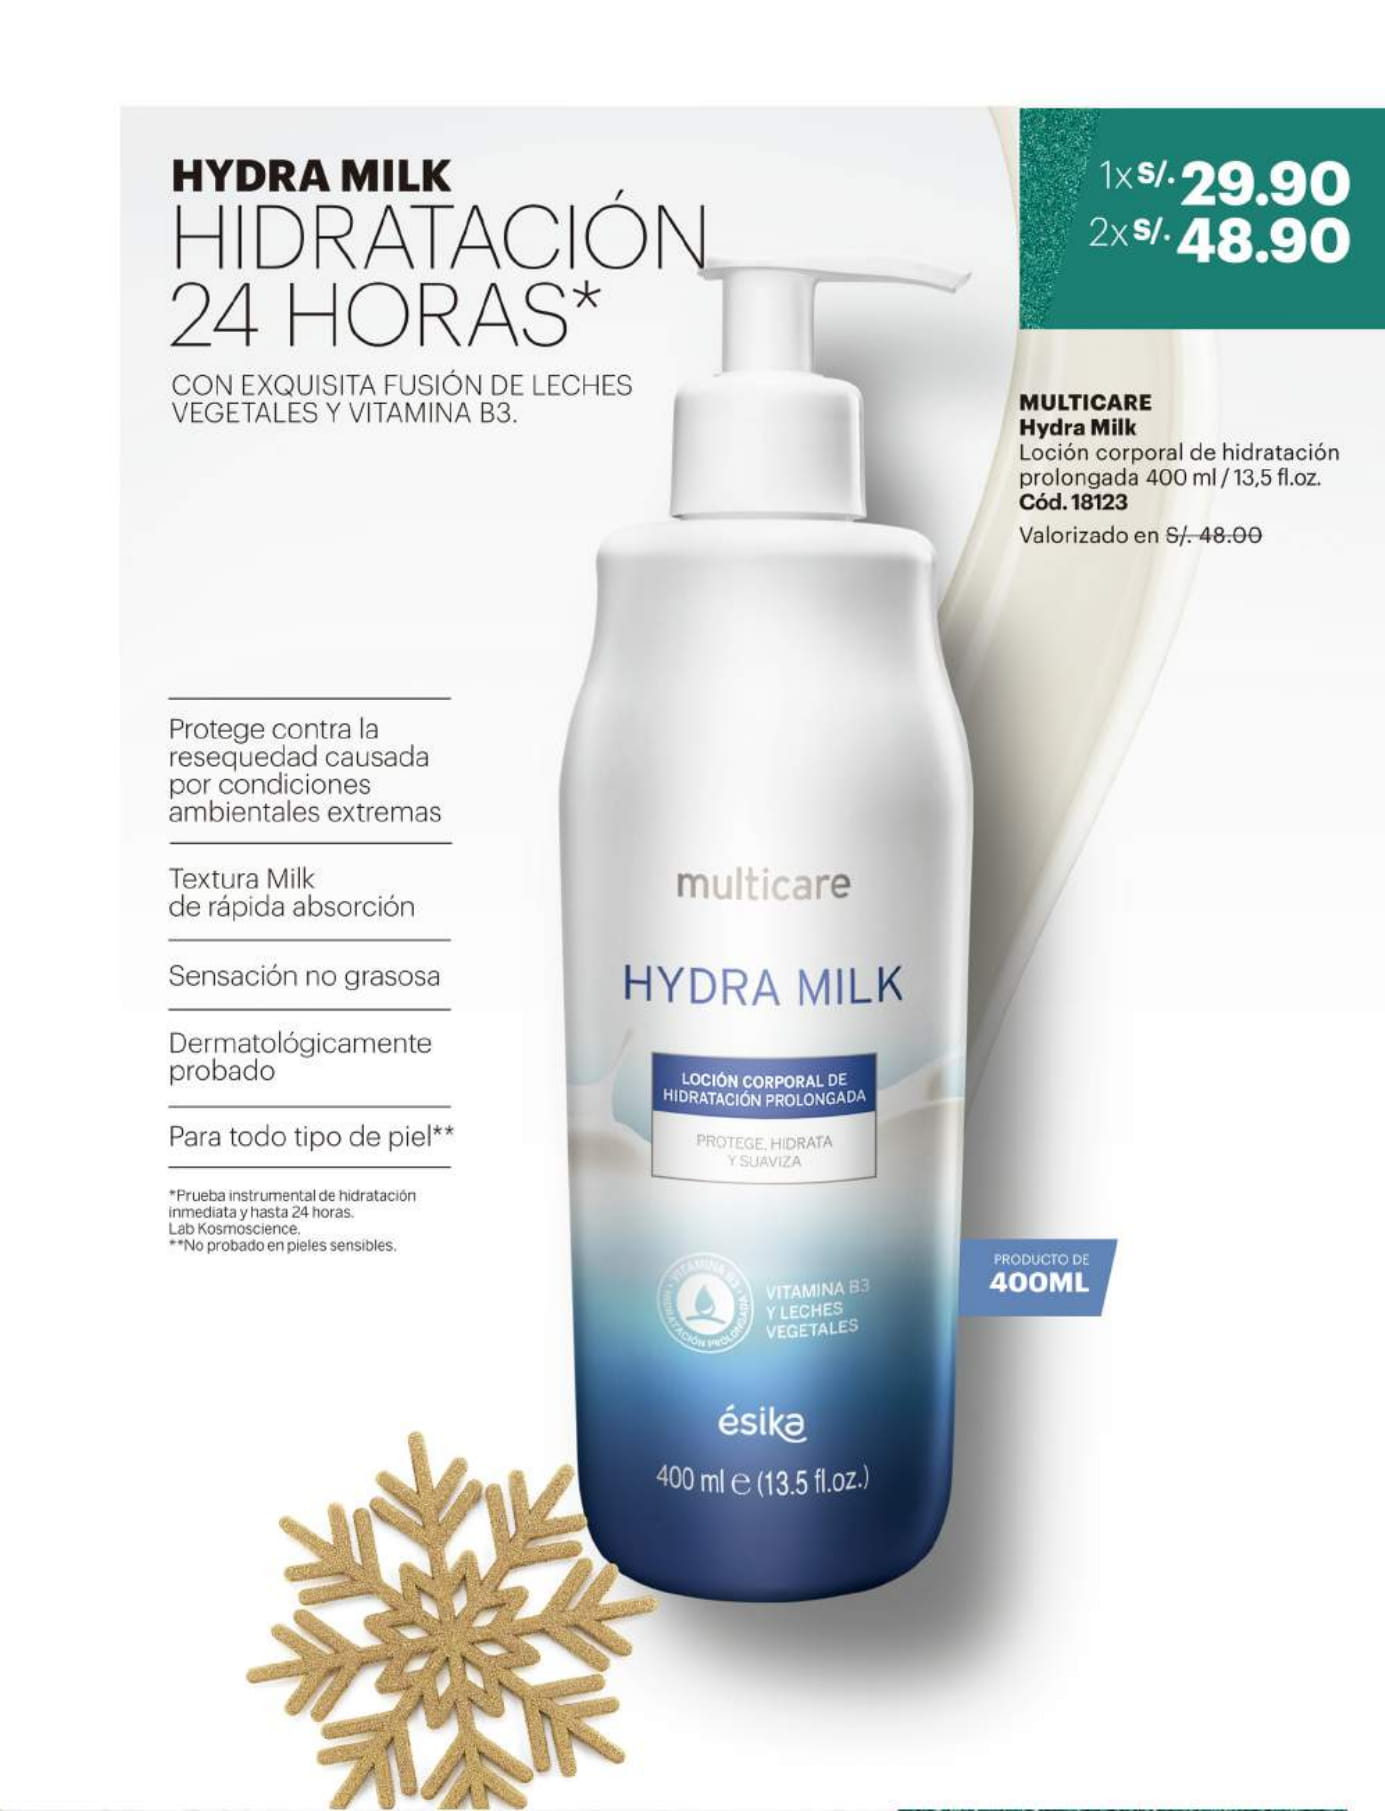 HYDRA MILK
HIDRATACIÓN
24 HORAS*
CON EXQUISITA FUSIÓN DE LECHES
VEGETALES Y VITAMINA B3.
1x S/. 29.90
2x S/. 48.90
MULTICARE
Hydra Milk
Loción corporal de hidratación
prolongada 400 ml / 13,5 fl.oz.
Cód. 18123
Valorizado en S/. 48.00
Protege contra la
resequedad causada
por condiciones
ambientales extremas
Textura Milk
de rápida absorción
Sensación no grasosa
Dermatológicamente
probado
Para todo tipo de piel**
*Prueba instrumental de hidratación
inmediata y hasta 24 horas.
Lab Kosmoscience.
**No probado en pieles sensibles.
multicare
HYDRA MILK
LOCIÓN CORPORAL DE
HIDRATACIÓN PROLONGADA
PROTEGE, HIDRATA
Y SUAVIZA
VITAMINA B3
HIDRATACIÓN PROLONGADA
VITAMINA B3
Y LECHES
VEGETALES
ésika
400 ml e (13.5 fl.oz.)
PRODUCTO DE
400ML